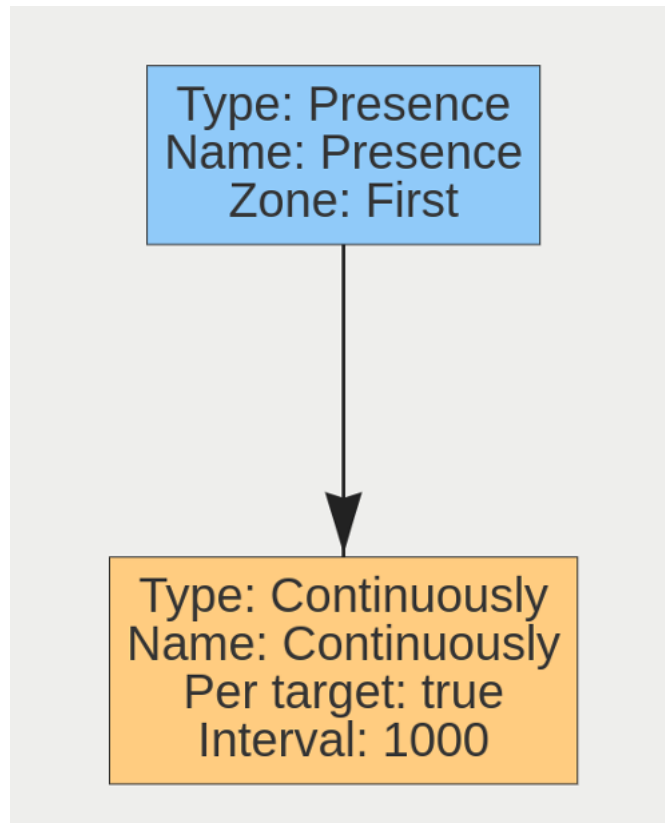 Type: Presence
Name: Presence
Zone: First
Type: Continuously
Name: Continuously
Per target: true
Interval: 1000